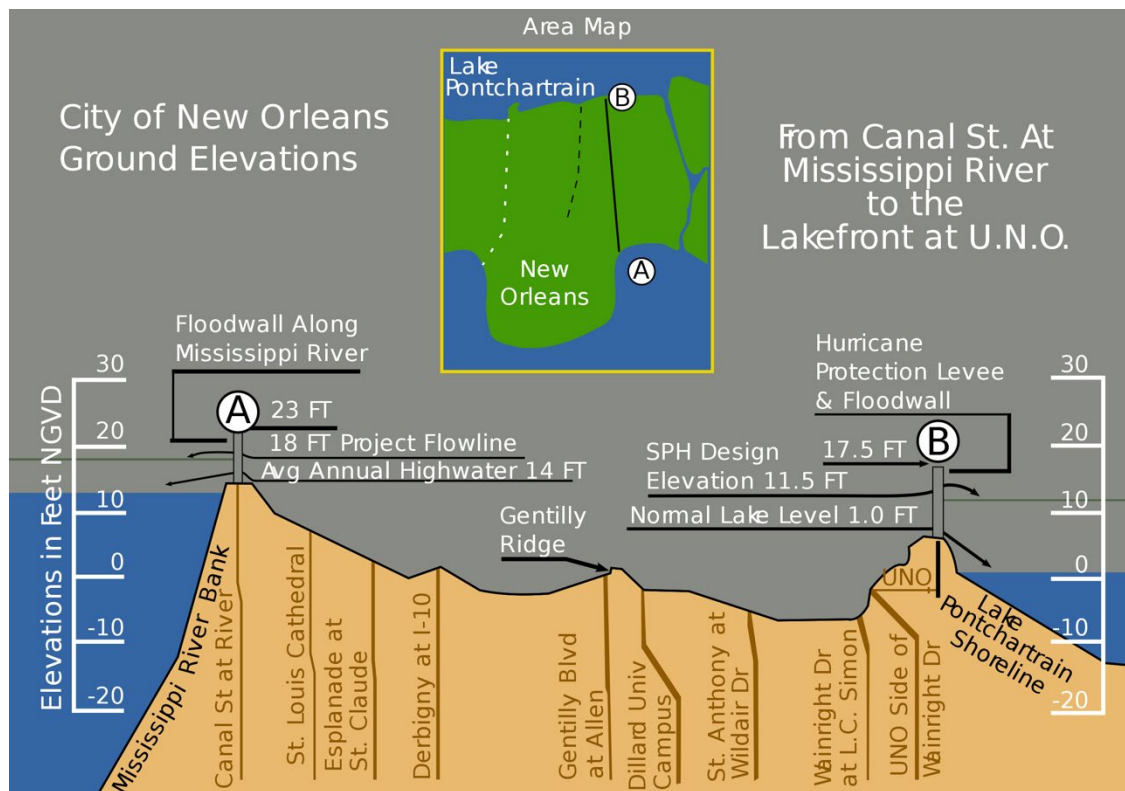 Area Map
Lake
Pontchartrain
B
A
New
Orleans
City of New Orleans
Ground Elevations
From Canal St. At
Mississippi River
to the
Lakefront at U.N.O.
Floodwall Along
Mississippi River
A
23 FT
18 FT Project Flowline
Avg Annual Highwater 14 FT
Hurricane
Protection Levee
& Floodwall
B
17.5 FT
SPH Design
Elevation 11.5 FT
Normal Lake Level 1.0 FT
Gentilly
Ridge
Elevations in Feet NGVD
30
20
10
0
-10
-20
30
20
10
0
-10
-20
Mississippi River Bank
Canal St at River
St. Louis Cathedral
Esplanade at
St. Claude
Derbigny at I-10
Gentilly Blvd
at Allen
Dillard Univ
Campus
St. Anthony at
Wildair Dr
Wainright Dr
at L.C. Simon
UNO Side of
Wainright Dr
UNO
Lake
Pontchartrain
Shoreline